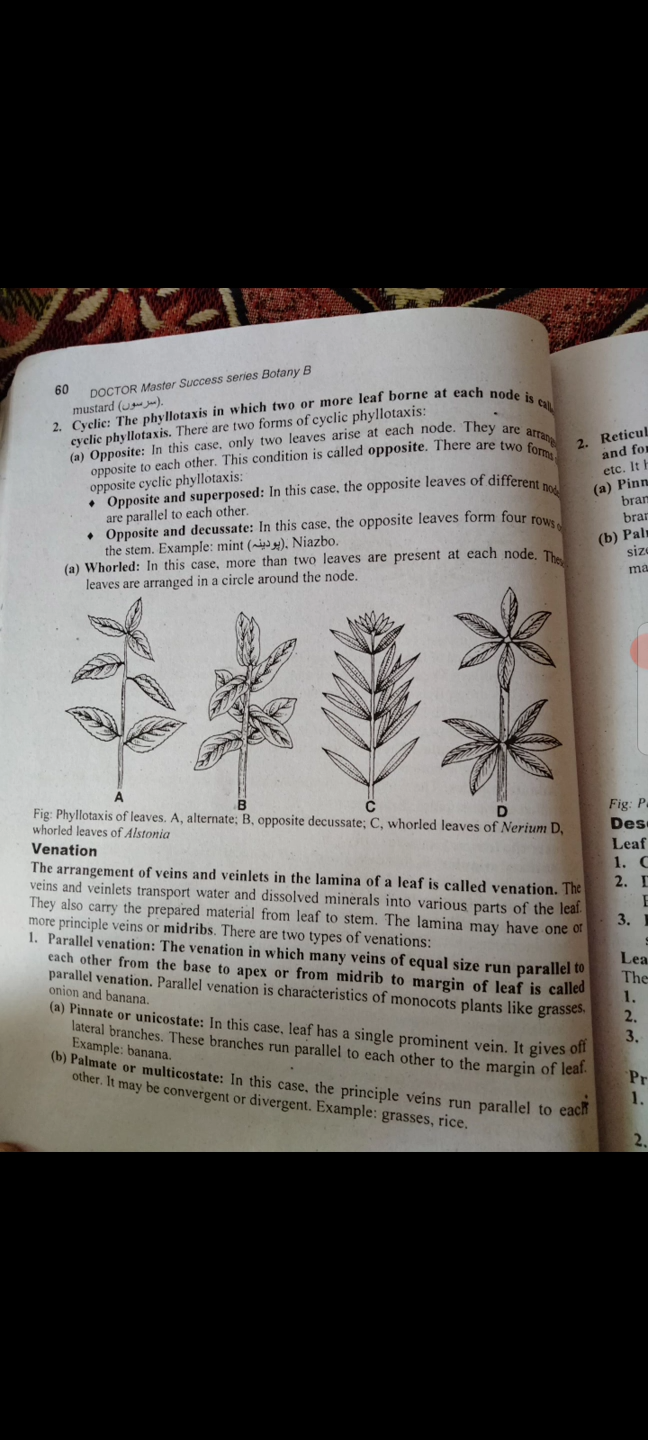 60 DOCTOR Master Success series Botany B
mustard (سرسوں).
2. Cyclic: The phyllotaxis in which two or more leaf borne at each node is
cyclic phyllotaxis. There are two forms of cyclic phyllotaxis:
(a) Opposite: In this case, only two leaves arise at each node. They are
opposite to each other. This condition is called opposite. There are two forms
opposite cyclic phyllotaxis:
♦ Opposite and superposed: In this case, the opposite leaves of different
are parallel to each other.
♦ Opposite and decussate: In this case, the opposite leaves form four rows
the stem. Example: mint (پودینہ), Niazbo.
(a) Whorled: In this case, more than two leaves are present at each node.
leaves are arranged in a circle around the node.
A B C D
Fig: Phyllotaxis of leaves. A, alternate; B, opposite decussate; C, whorled leaves of Nerium D,
whorled leaves of Alstonia
Venation
The arrangement of veins and veinlets in the lamina of a leaf is called venation. The
veins and veinlets transport water and dissolved minerals into various parts of the leaf.
They also carry the prepared material from leaf to stem. The lamina may have one or
more principle veins or midribs. There are two types of venations:
1. Parallel venation: The venation in which many veins of equal size run parallel to
each other from the base to apex or from midrib to margin of leaf is called
parallel venation. Parallel venation is characteristics of monocots plants like grasses,
onion and banana.
(a) Pinnate or unicostate: In this case, leaf has a single prominent vein. It gives off
lateral branches. These branches run parallel to each other to the margin of leaf.
Example: banana.
(b) Palmate or multicostate: In this case, the principle veins run parallel to each
other. It may be convergent or divergent. Example: grasses, rice.
2.
and
etc. It
(a)
(b)
Fig:
Leaf
1.
2.
3.
The
1.
2.
3.
1.
2.